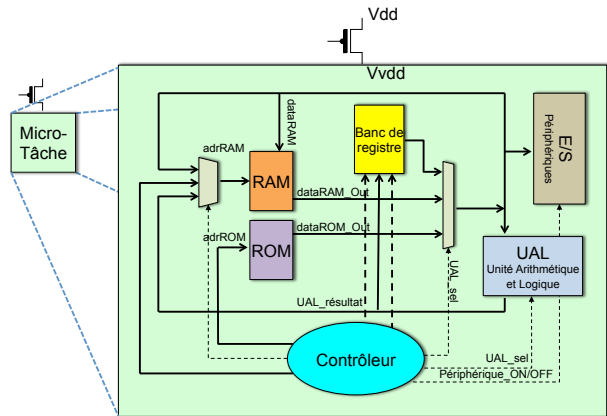 Vdd
Vvdd
Micro-
Tâche
adrRAM
dataRAM
Banc de
registre
E/S
Périphériques
RAM
dataRAM_Out
adrROM
ROM
dataROM_Out
UAL
Unité Arithmétique
et Logique
UAL_sel
UAL_résultat
Contrôleur
UAL_sel
Périphérique_ON/OFF